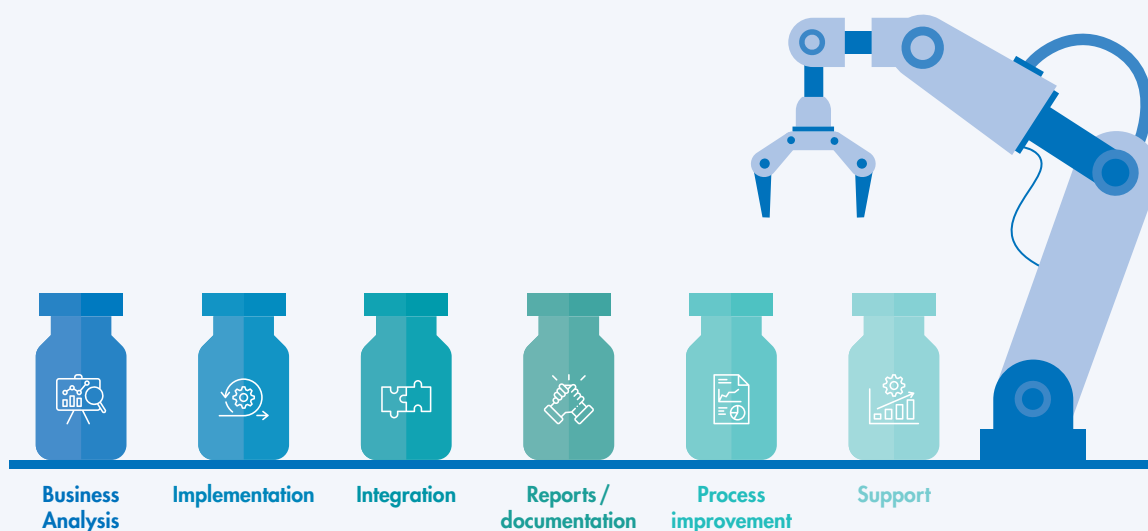 Business
Analysis
Implementation
Integration
Reports /
documentation
Process
improvement
Support